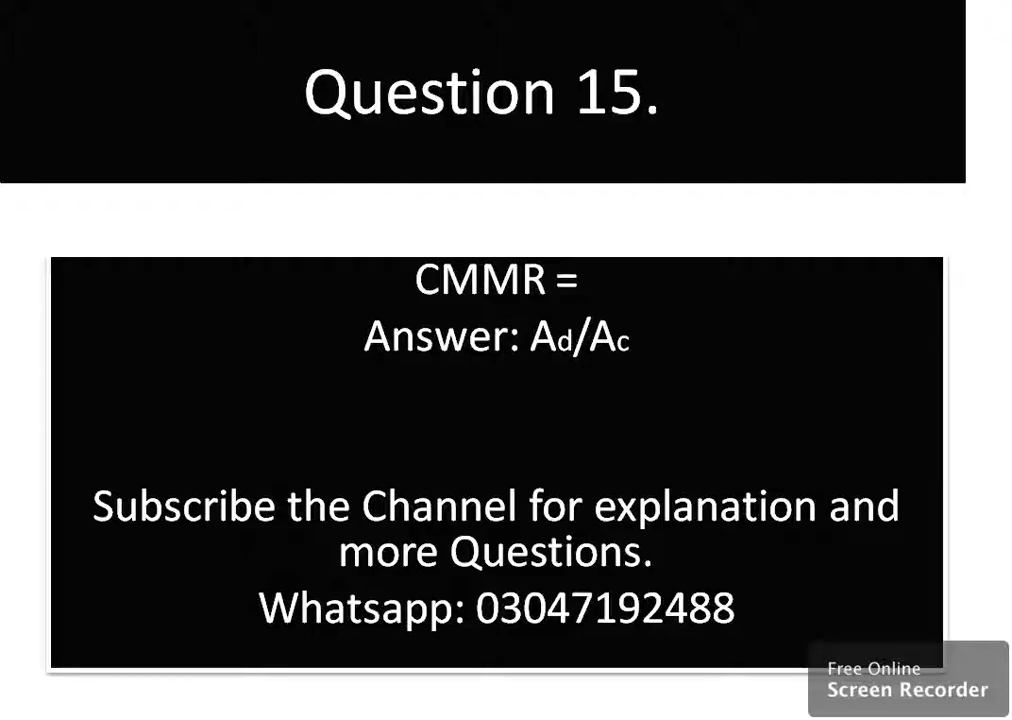 Question 15.
CMMR =
Answer: Ad/Ac
Subscribe the Channel for explanation and
more Questions.
Whatsapp: 03047192488
Free Online
Screen Recorder